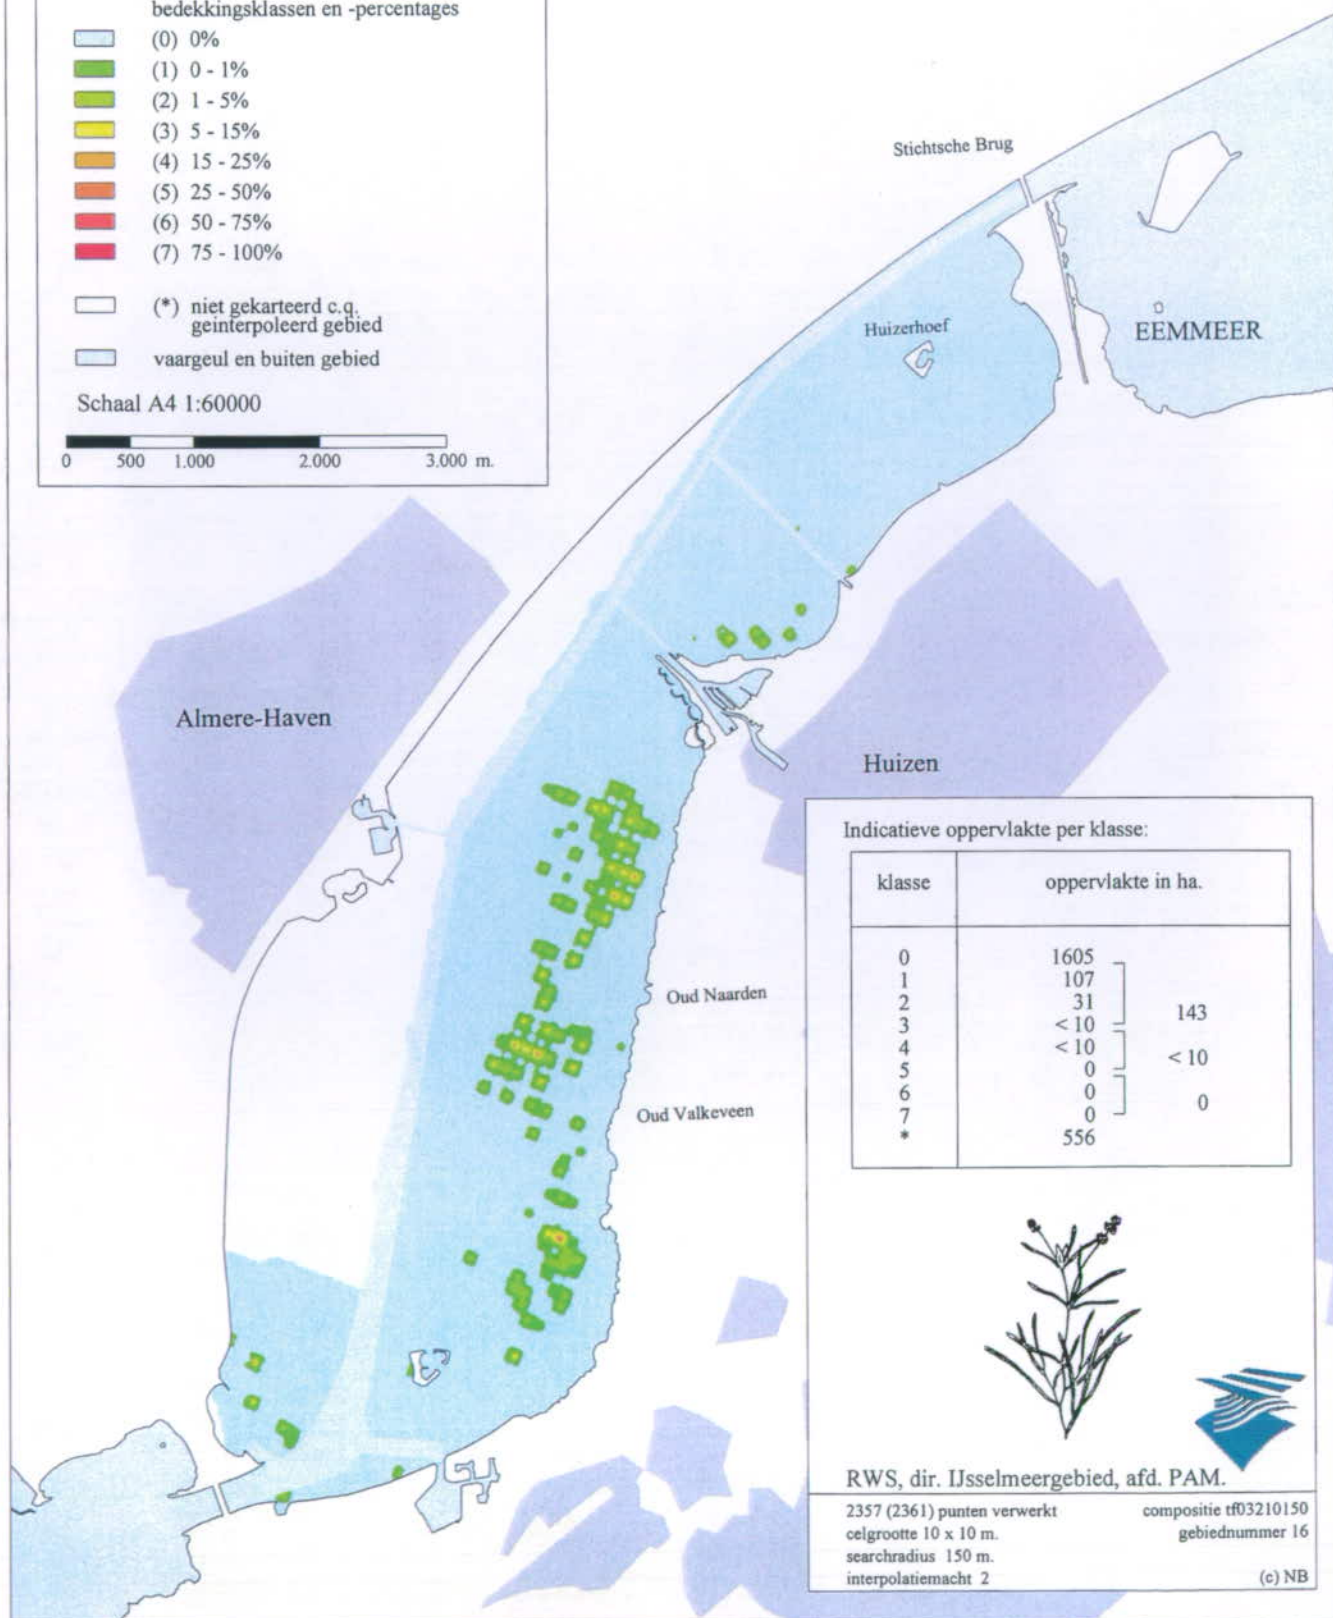 bedekkingsklassen en -percentages
(0) 0%
(1) 0 - 1%
(2) 1 - 5%
(3) 5 - 15%
(4) 15 - 25%
(5) 25 - 50%
(6) 50 - 75%
(7) 75 - 100%
(*) niet gekarteerd c.q.
geinterpoleerd gebied
vaargeul en buiten gebied
Schaal A4 1:60000
0 500 1.000 2.000 3.000 m.
Stichtsche Brug
Huizerhoef
EEMMEER
Almere-Haven
Huizen
Oud Naarden
Oud Valkeveen
Indicatieve oppervlakte per klasse:
klasse oppervlakte in ha.
0 1605
1 107
2 31 143
3 < 10
4 < 10 < 10
5 0
6 0 0
7 0
* 556
RWS, dir. IJsselmeergebied, afd. PAM.
2357 (2361) punten verwerkt compositie tf03210150
celgrootte 10 x 10 m. gebiednummer 16
searchradius 150 m.
interpolatiemacht 2 (c) NB